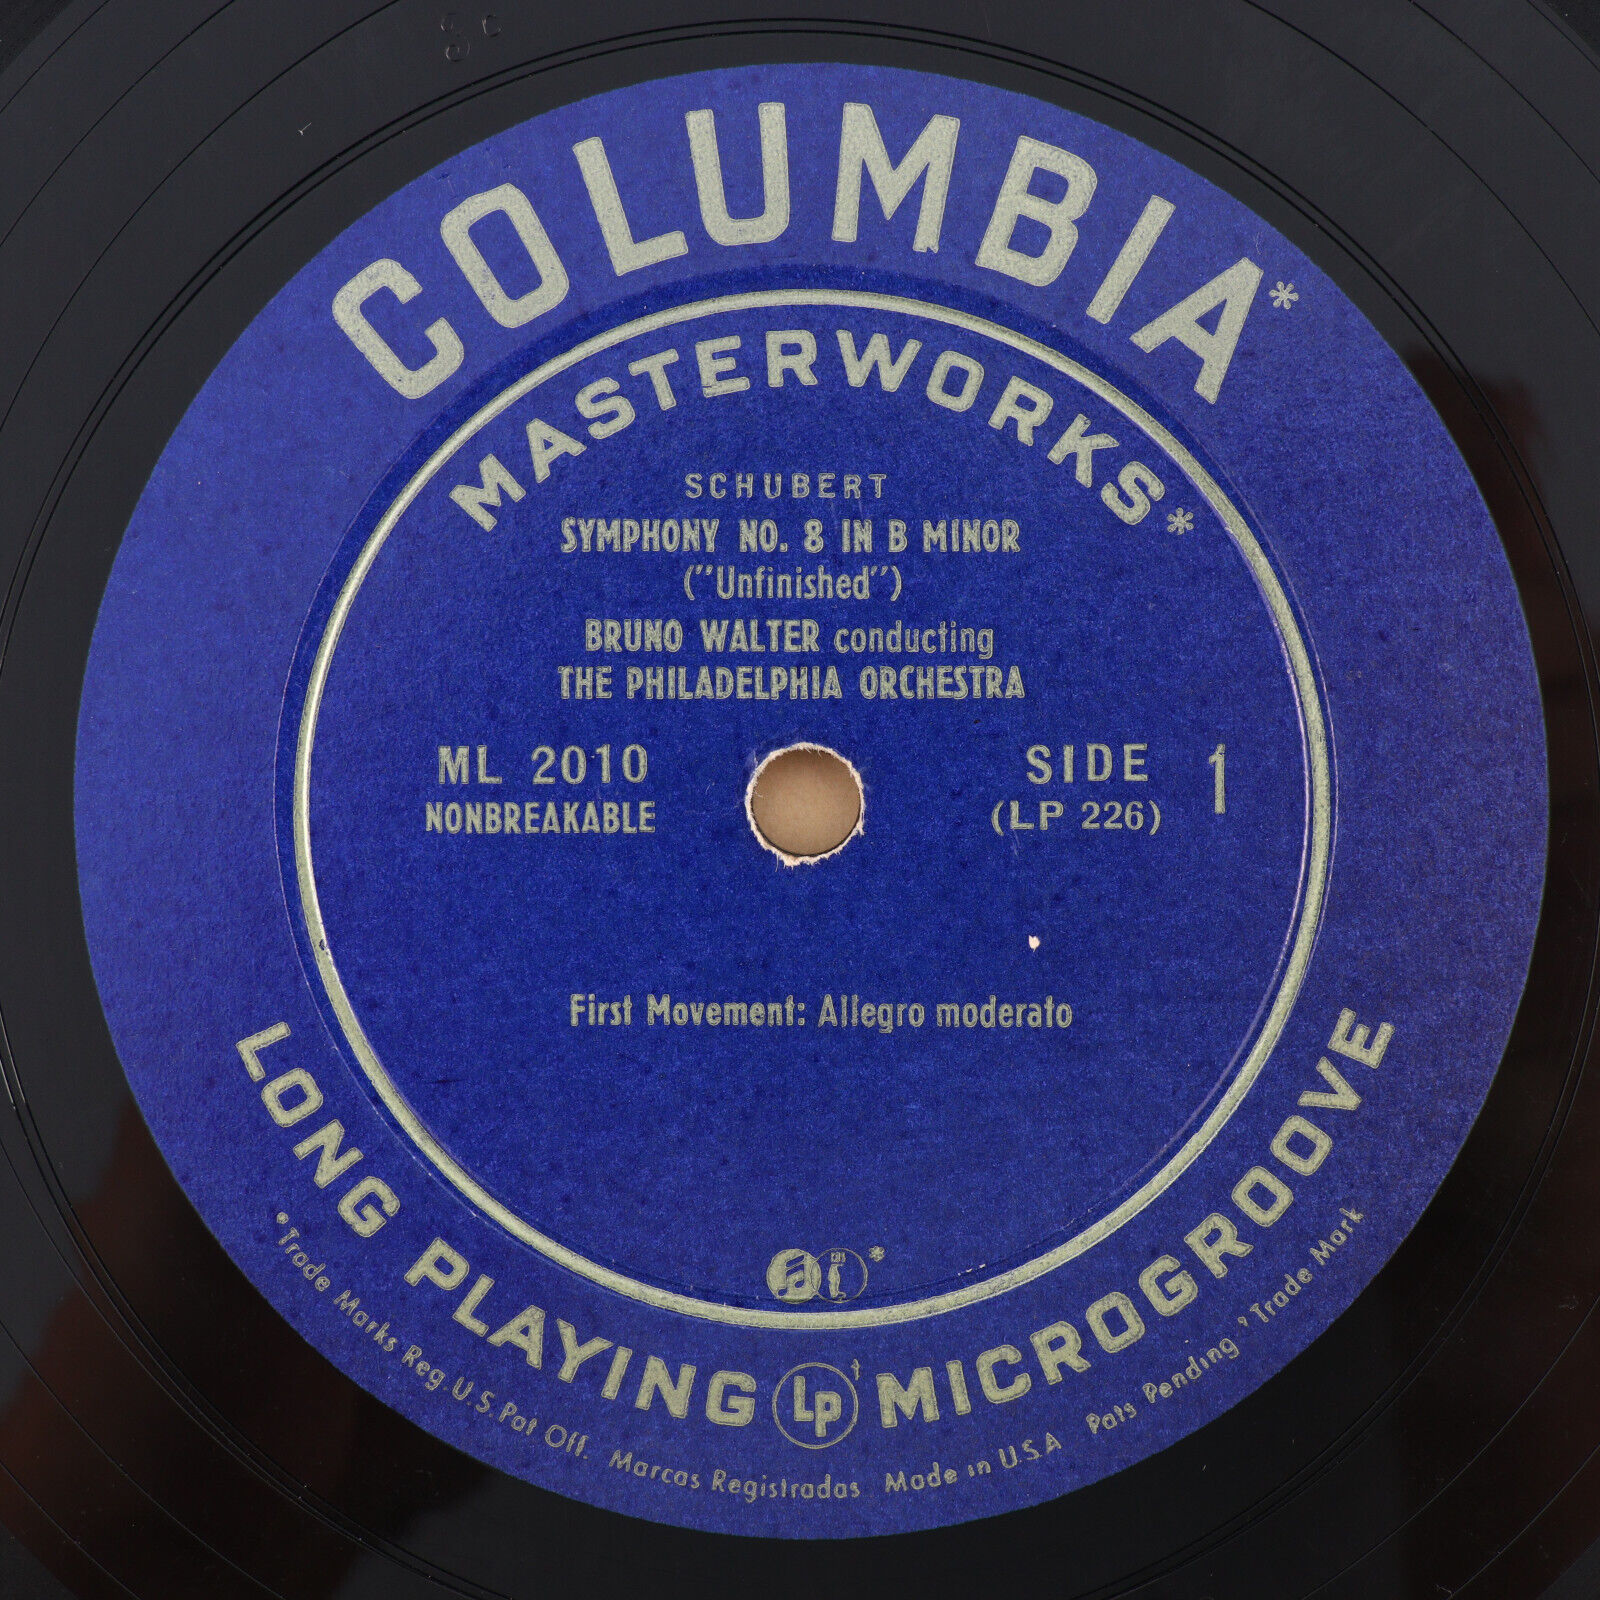 COLUMBIA*
MASTERWORKS*
SCHUBERT
SYMPHONY NO. 8 IN B MINOR
("Unfinished")
BRUNO WALTER conducting
THE PHILADELPHIA ORCHESTRA
ML 2010
NONBREAKABLE
SIDE 1
(LP 226)
First Movement: Allegro moderato
*
LONG PLAYING Lp † MICROGROOVE
*Trade Marks Reg. U.S. Pat Off. Marcas Registradas Made in U.S.A Pats Pending ' Trade Mark